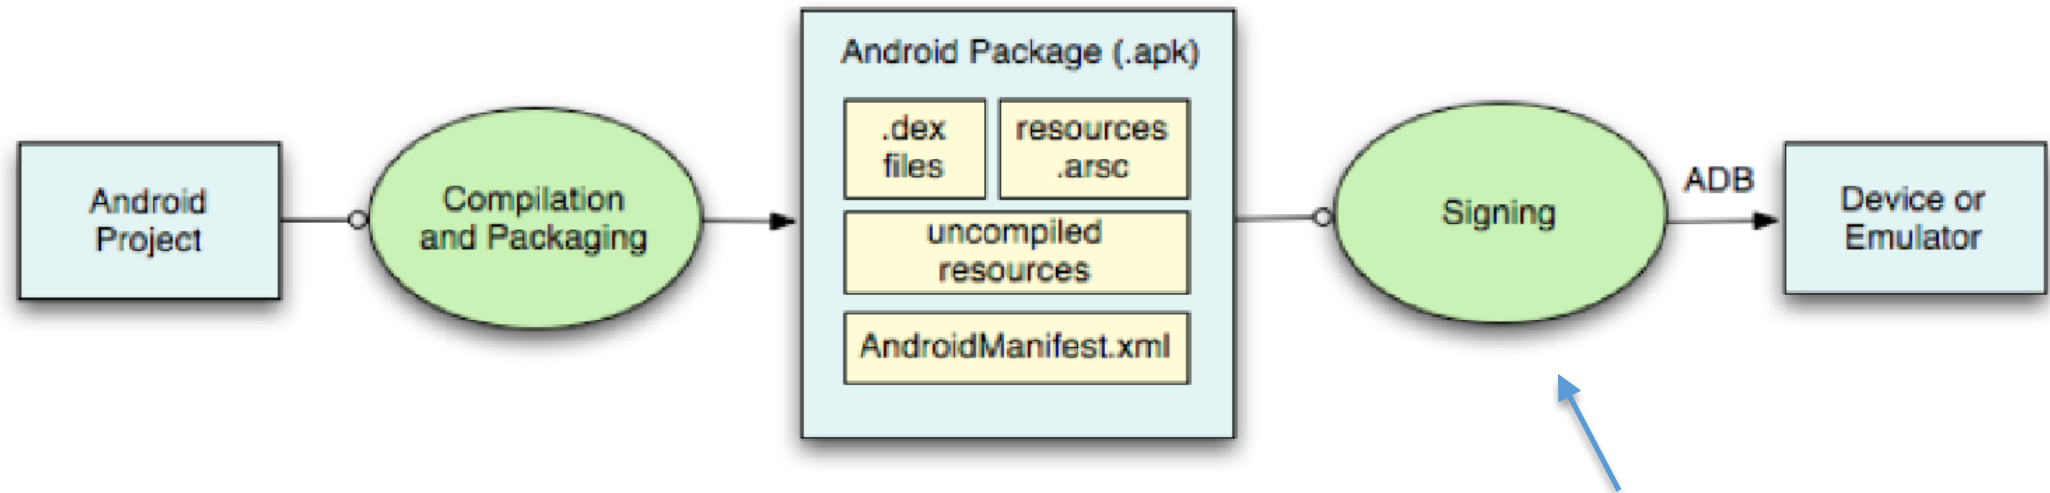 Android
Project
Compilation
and Packaging
Android Package (.apk)
.dex
files
resources
.arsc
uncompiled
resources
AndroidManifest.xml
Signing
ADB
Device or
Emulator